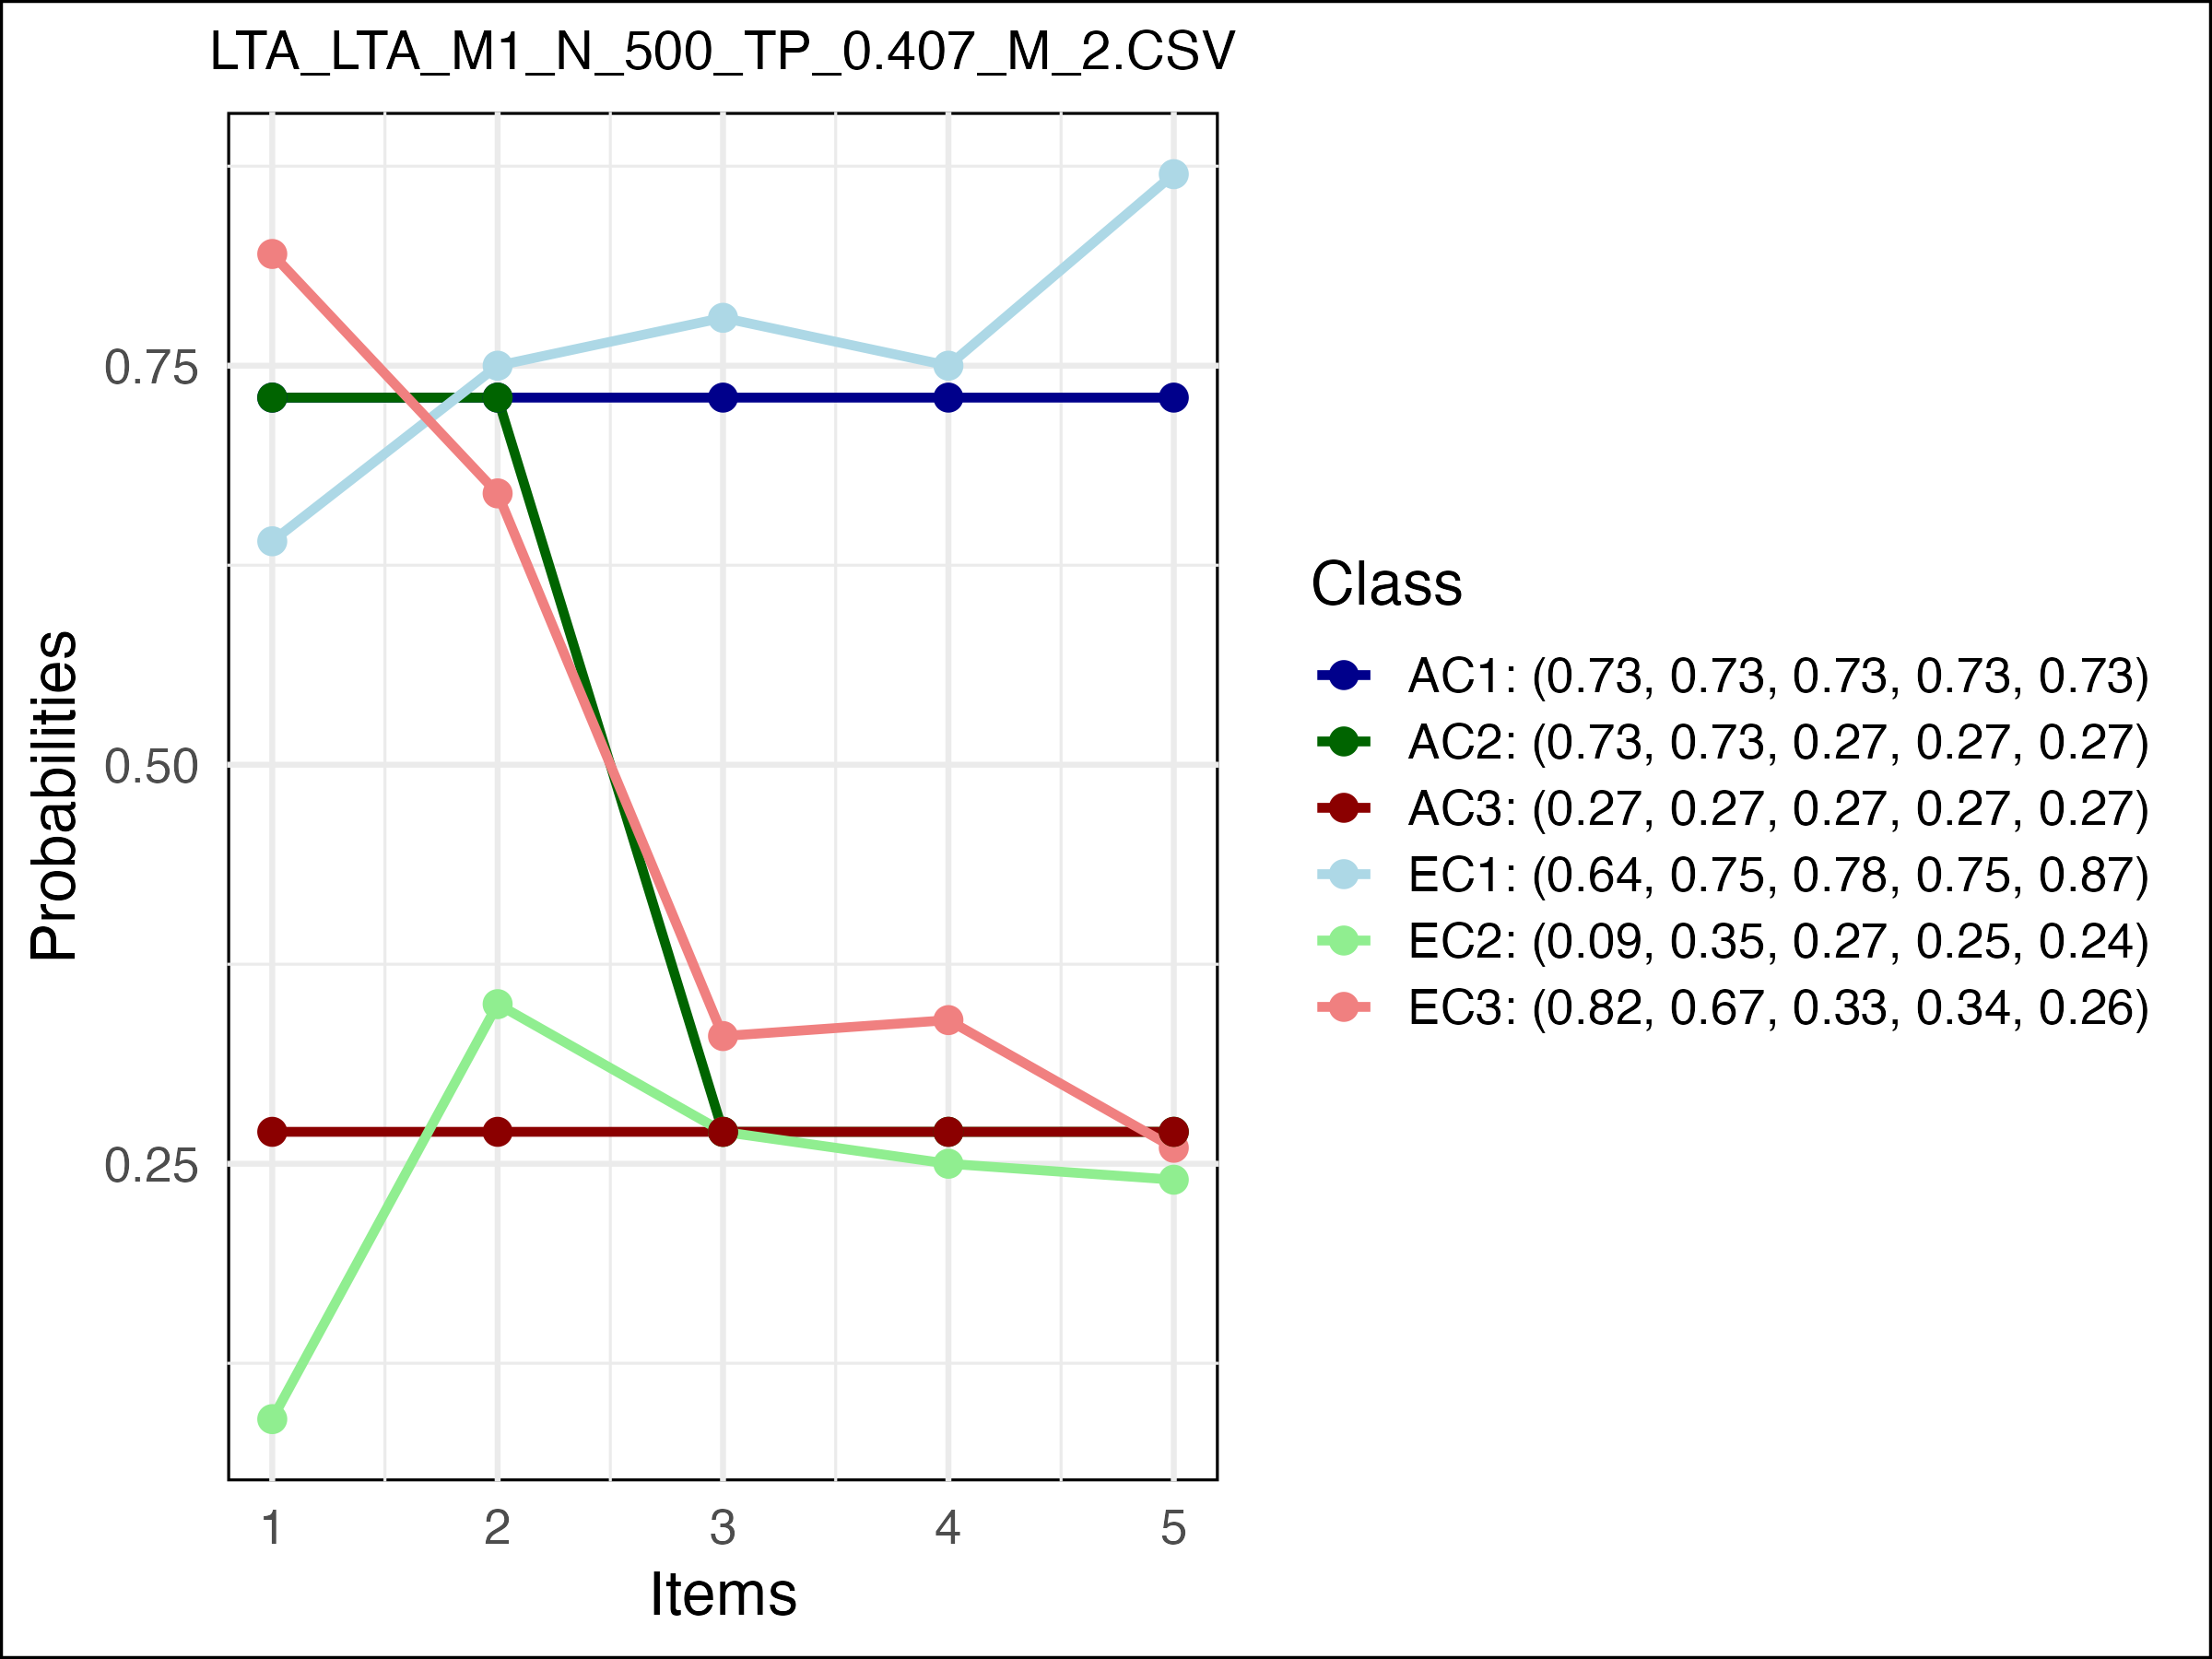 LTA_LTA_M1_N_500_TP_0.407_M_2.CSV
Probabilities
0.75
0.50
0.25
1 2 3 4 5
Items
Class
AC1: (0.73, 0.73, 0.73, 0.73, 0.73)
AC2: (0.73, 0.73, 0.27, 0.27, 0.27)
AC3: (0.27, 0.27, 0.27, 0.27, 0.27)
EC1: (0.64, 0.75, 0.78, 0.75, 0.87)
EC2: (0.09, 0.35, 0.27, 0.25, 0.24)
EC3: (0.82, 0.67, 0.33, 0.34, 0.26)